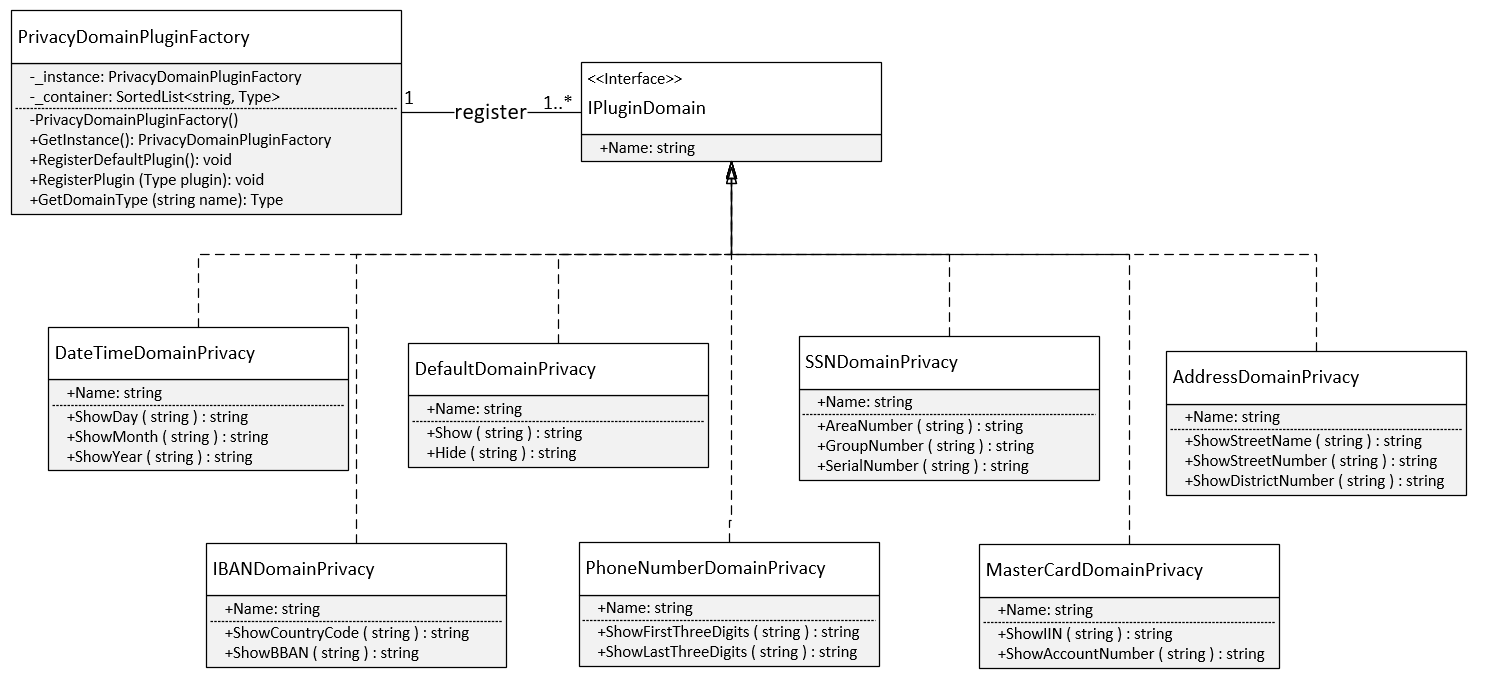 PrivacyDomainPluginFactory
-_instance: PrivacyDomainPluginFactory
-_container: SortedList<string, Type>
-PrivacyDomainPluginFactory()
+GetInstance(): PrivacyDomainPluginFactory
+RegisterDefaultPlugin(): void
+RegisterPlugin (Type plugin): void
+GetDomainType (string name): Type
1
register
1..*
<<Interface>>
IPluginDomain
+Name: string
DateTimeDomainPrivacy
+Name: string
+ShowDay ( string ) : string
+ShowMonth ( string ) : string
+ShowYear ( string ) : string
DefaultDomainPrivacy
+Name: string
+Show ( string ) : string
+Hide ( string ) : string
SSNDomainPrivacy
+Name: string
+AreaNumber ( string ) : string
+GroupNumber ( string ) : string
+SerialNumber ( string ) : string
AddressDomainPrivacy
+Name: string
+ShowStreetName ( string ) : string
+ShowStreetNumber ( string ) : string
+ShowDistrictNumber ( string ) : string
IBANDomainPrivacy
+Name: string
+ShowCountryCode ( string ) : string
+ShowBBAN ( string ) : string
PhoneNumberDomainPrivacy
+Name: string
+ShowFirstThreeDigits ( string ) : string
+ShowLastThreeDigits ( string ) : string
MasterCardDomainPrivacy
+Name: string
+ShowIIN ( string ) : string
+ShowAccountNumber ( string ) : string